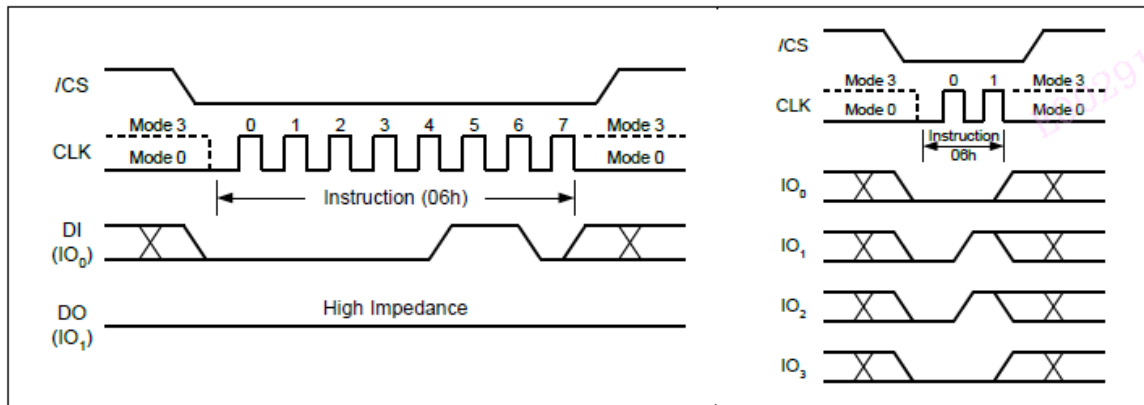 /CS
Mode 3 0 1 2 3 4 5 6 7 Mode 3
CLK
Mode 0 Mode 0
Instruction (06h)
DI
(IO0)
High Impedance
DO
(IO1)
/CS
Mode 3 0 1 Mode 3
CLK
Mode 0 Mode 0
Instruction
06h
IO0
IO1
IO2
IO3